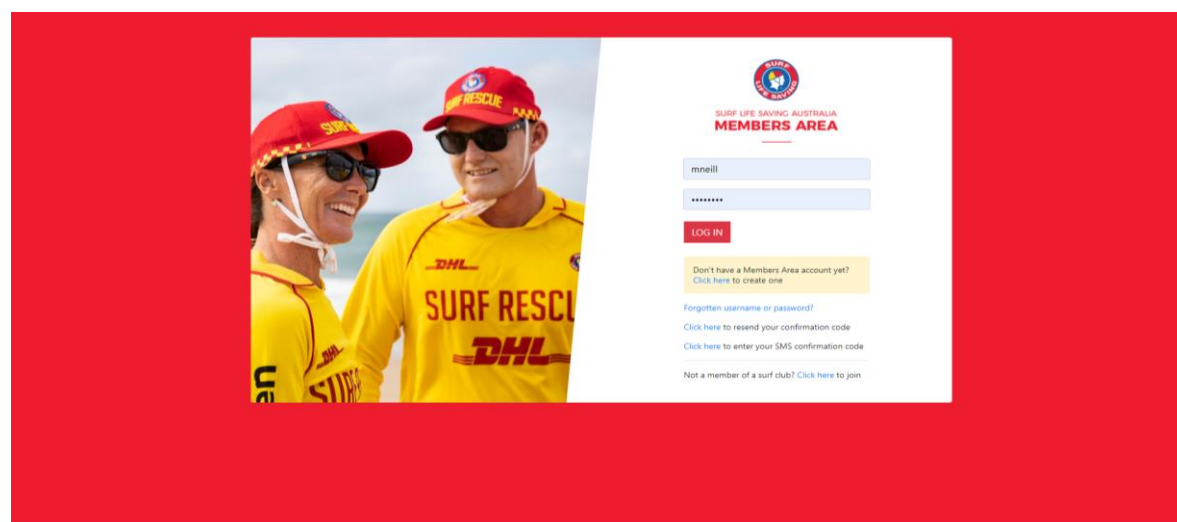 SURF RESCUE
SURF
DHL
SURF RESCU
DHL
DHL
SURF
en
SURF
LIFE SAVING
SURF LIFE SAVING AUSTRALIA
MEMBERS AREA
mneill
••••••••
LOG IN
Don't have a Members Area account yet?
Click here to create one
Forgotten username or password?
Click here to resend your confirmation code
Click here to enter your SMS confirmation code
Not a member of a surf club? Click here to join